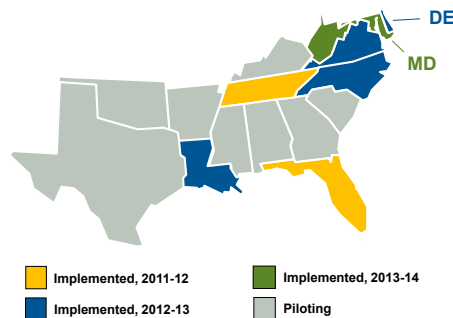 DE
MD
Implemented, 2011-12
Implemented, 2013-14
Implemented, 2012-13
Piloting